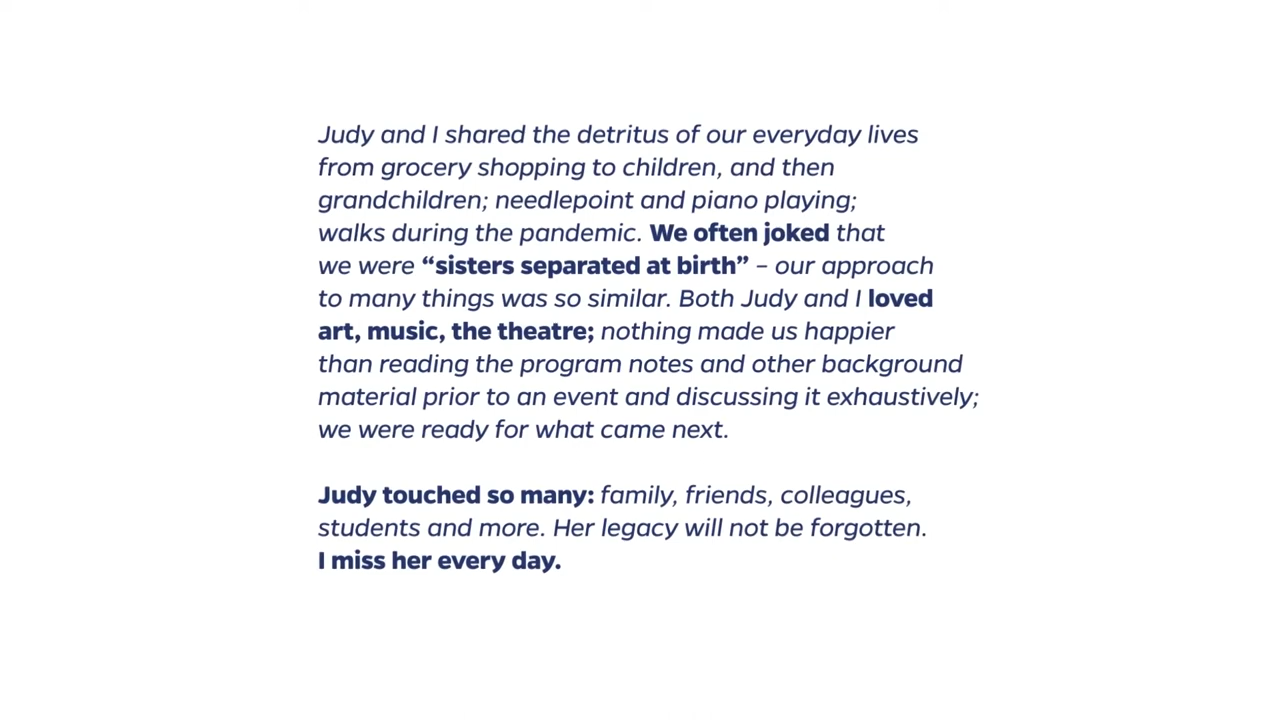 Judy and I shared the detritus of our everyday lives
from grocery shopping to children, and then
grandchildren; needlepoint and piano playing;
walks during the pandemic. We often joked that
we were “sisters separated at birth” – our approach
to many things was so similar. Both Judy and I loved
art, music, the theatre; nothing made us happier
than reading the program notes and other background
material prior to an event and discussing it exhaustively;
we were ready for what came next.
Judy touched so many: family, friends, colleagues,
students and more. Her legacy will not be forgotten.
I miss her every day.